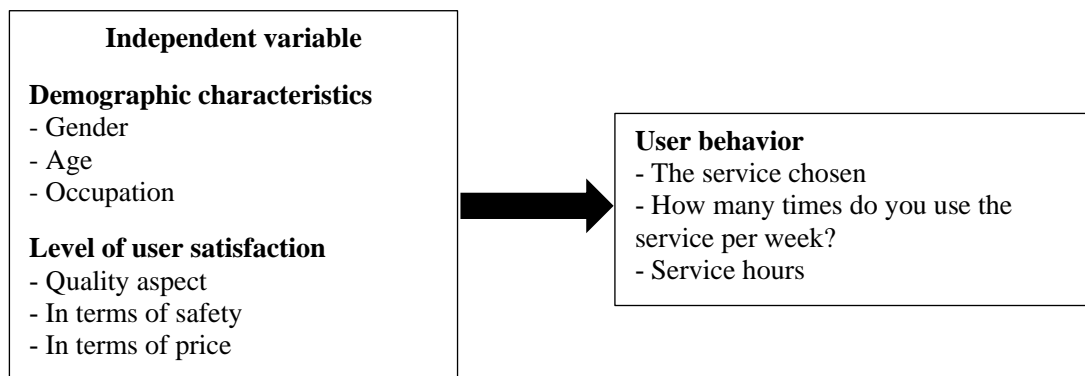 Independent variable
Demographic characteristics
- Gender
- Age
- Occupation
Level of user satisfaction
- Quality aspect
- In terms of safety
- In terms of price
User behavior
- The service chosen
- How many times do you use the
service per week?
- Service hours